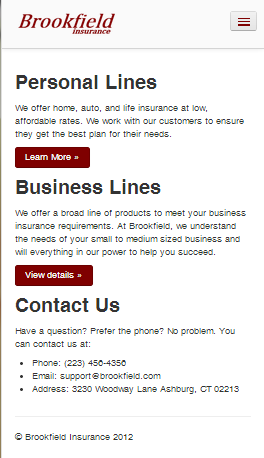 Brookfield
insurance
Personal Lines
We offer home, auto, and life insurance at low,
affordable rates. We work with our customers to ensure
they get the best plan for their needs.
Learn More »
Business Lines
We offer a broad line of products to meet your business
insurance requirements. At Brookfield, we understand
the needs of your small to medium sized business and
will everything in our power to help you succeed.
View details »
Contact Us
Have a question? Prefer the phone? No problem. You
can contact us at:
• Phone: (223) 456-4356
• Email: support@brookfield.com
• Address: 3230 Woodway Lane Ashburg, CT 02213
© Brookfield Insurance 2012